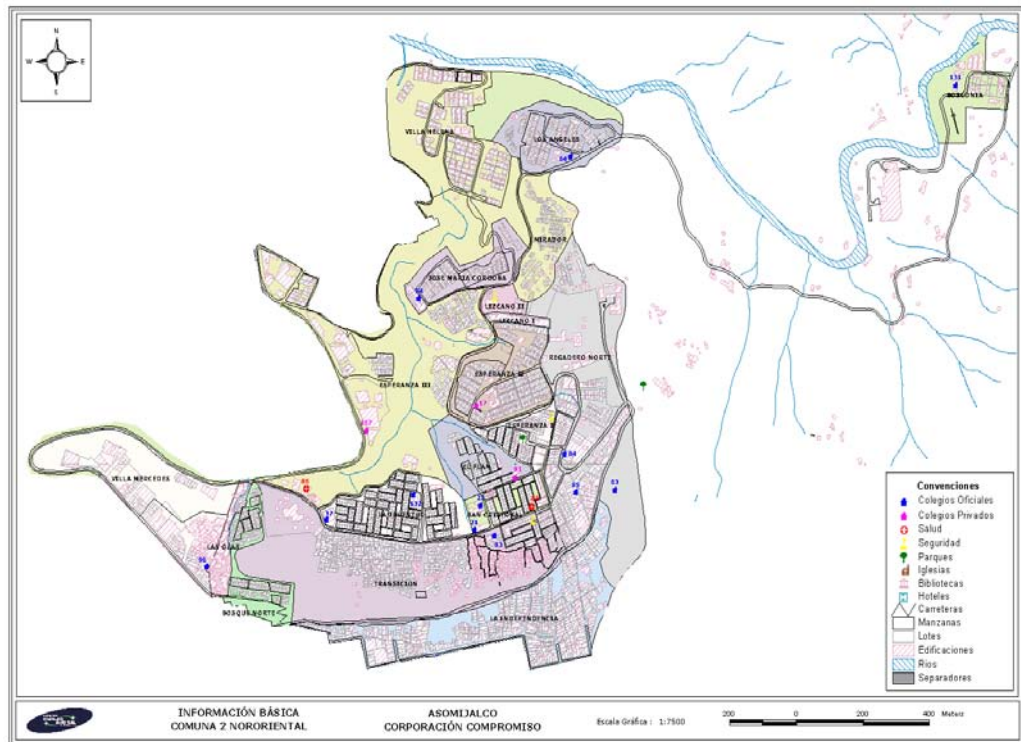 N
W E
S
BORGONIA
VILLA HELENA
LOS ANGELES
MIRADOR
JOSE MARIA CORDOBA
LIZCANO II
LIZCANO I
REGADERO NORTE
ESPERANZA II
ESPERANZA III
ESPERANZA I
VILLA MERCEDES
SAN CRISTOBAL
LAS OLAS
TRANSICION
BOSQUE NORTE
LA INDEPENDENCIA
Convenciones
Colegios Oficiales
Colegios Privados
Salud
Seguridad
Parques
Iglesias
Bibliotecas
Hoteles
Carreteras
Manzanas
Lotes
Edificaciones
Rios
Separadores
INFORMACIÓN BÁSICA
COMUNA 2 NORORIENTAL
ASOMIJALCO
CORPORACIÓN COMPROMISO
Escala Gráfica : 1:7500
200 0 200 400 Meters